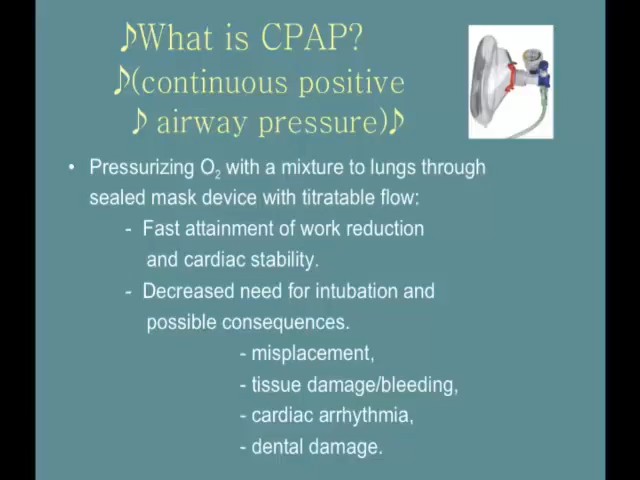 ♪What is CPAP?
♪(continuous positive
♪ airway pressure)♪
• Pressurizing O₂ with a mixture to lungs through
sealed mask device with titratable flow:
- Fast attainment of work reduction
and cardiac stability.
- Decreased need for intubation and
possible consequences.
- misplacement,
- tissue damage/bleeding,
- cardiac arrhythmia,
- dental damage.